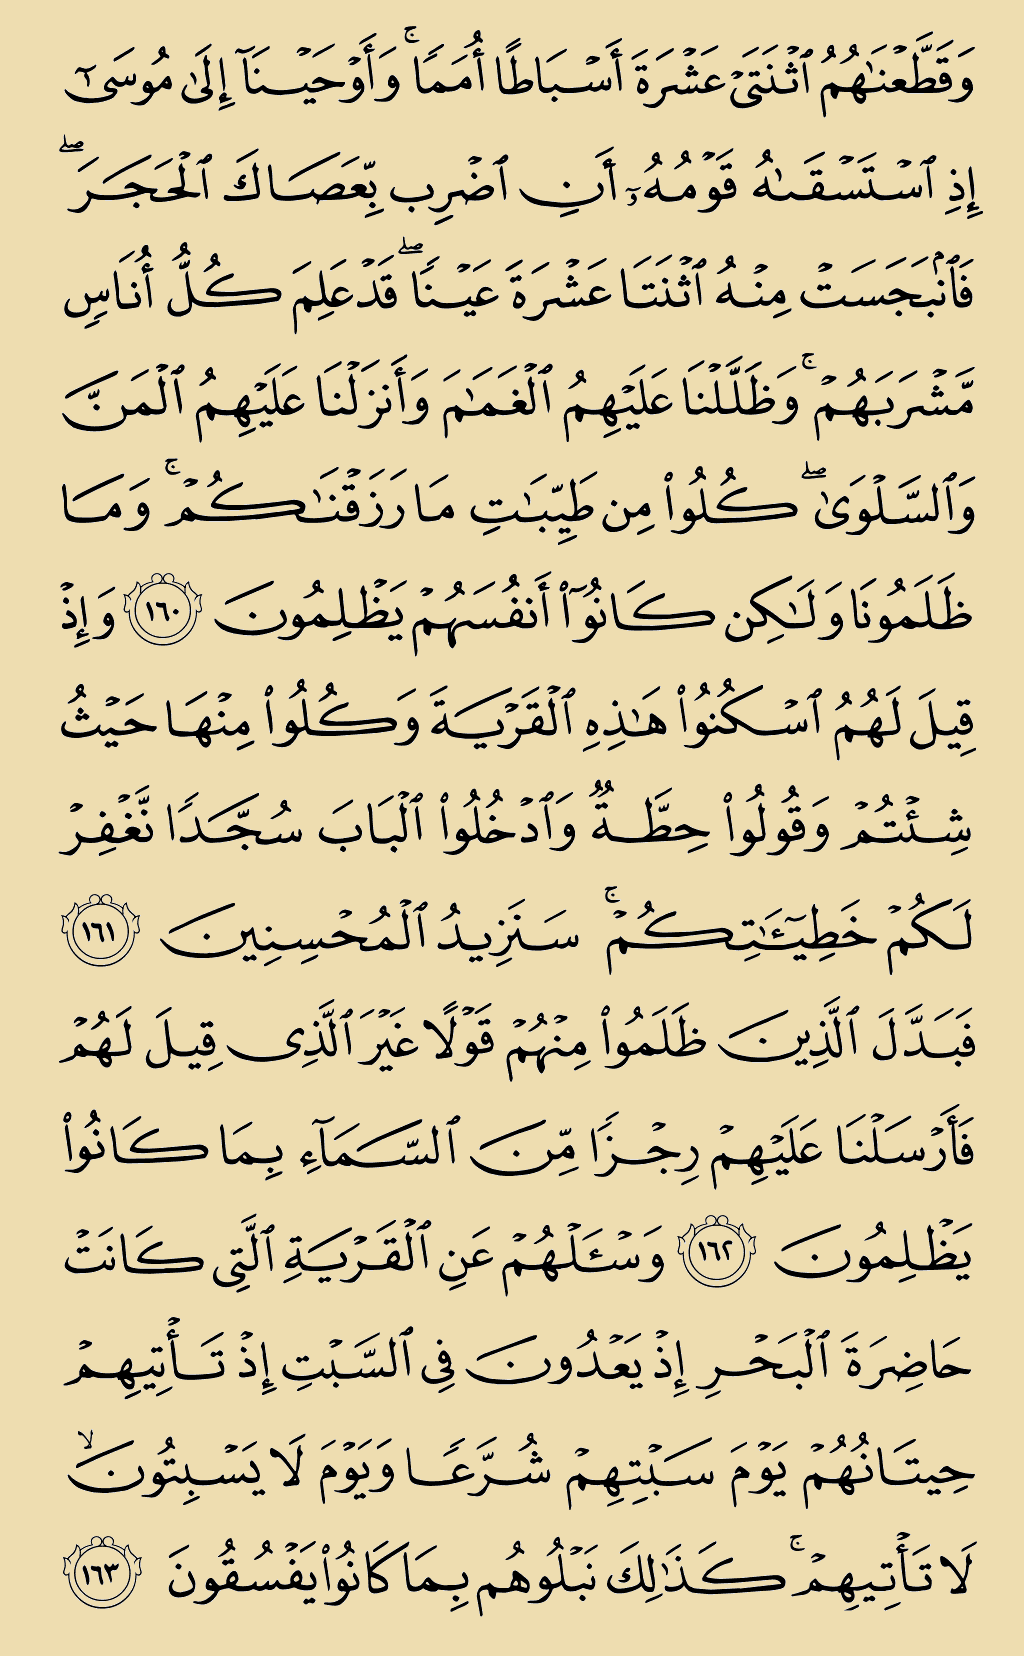 وَقَطَّعۡنَٰهُمُ ٱثۡنَتَيۡ عَشۡرَةَ أَسۡبَاطًا أُمَمٗاۚ وَأَوۡحَيۡنَآ إِلَىٰ مُوسَىٰٓ
إِذِ ٱسۡتَسۡقَىٰهُ قَوۡمُهُۥٓ أَنِ ٱضۡرِب بِّعَصَاكَ ٱلۡحَجَرَۖ
فَٱنۢبَجَسَتۡ مِنۡهُ ٱثۡنَتَا عَشۡرَةَ عَيۡنٗاۖ قَدۡ عَلِمَ كُلُّ أُنَاسٖ
مَّشۡرَبَهُمۡۚ وَظَلَّلۡنَا عَلَيۡهِمُ ٱلۡغَمَٰمَ وَأَنزَلۡنَا عَلَيۡهِمُ ٱلۡمَنَّ
وَٱلسَّلۡوَىٰۖ كُلُواْ مِن طَيِّبَٰتِ مَا رَزَقۡنَٰكُمۡۚ وَمَا
ظَلَمُونَا وَلَٰكِن كَانُوٓاْ أَنفُسَهُمۡ يَظۡلِمُونَ ١٦٠ وَإِذۡ
قِيلَ لَهُمُ ٱسۡكُنُواْ هَٰذِهِ ٱلۡقَرۡيَةَ وَكُلُواْ مِنۡهَا حَيۡثُ
شِئۡتُمۡ وَقُولُواْ حِطَّةٞ وَٱدۡخُلُواْ ٱلۡبَابَ سُجَّدٗا نَّغۡفِرۡ
لَكُمۡ خَطِيٓـَٰٔتِكُمۡۚ سَنَزِيدُ ٱلۡمُحۡسِنِينَ ١٦١
فَبَدَّلَ ٱلَّذِينَ ظَلَمُواْ مِنۡهُمۡ قَوۡلًا غَيۡرَ ٱلَّذِي قِيلَ لَهُمۡ
فَأَرۡسَلۡنَا عَلَيۡهِمۡ رِجۡزٗا مِّنَ ٱلسَّمَآءِ بِمَا كَانُواْ
يَظۡلِمُونَ ١٦٢ وَسۡـَٔلۡهُمۡ عَنِ ٱلۡقَرۡيَةِ ٱلَّتِي كَانَتۡ
حَاضِرَةَ ٱلۡبَحۡرِ إِذۡ يَعۡدُونَ فِي ٱلسَّبۡتِ إِذۡ تَأۡتِيهِمۡ
حِيتَانُهُمۡ يَوۡمَ سَبۡتِهِمۡ شُرَّعٗا وَيَوۡمَ لَا يَسۡبِتُونَۙ
لَا تَأۡتِيهِمۡۚ كَذَٰلِكَ نَبۡلُوهُم بِمَا كَانُواْ يَفۡسُقُونَ ١٦٣